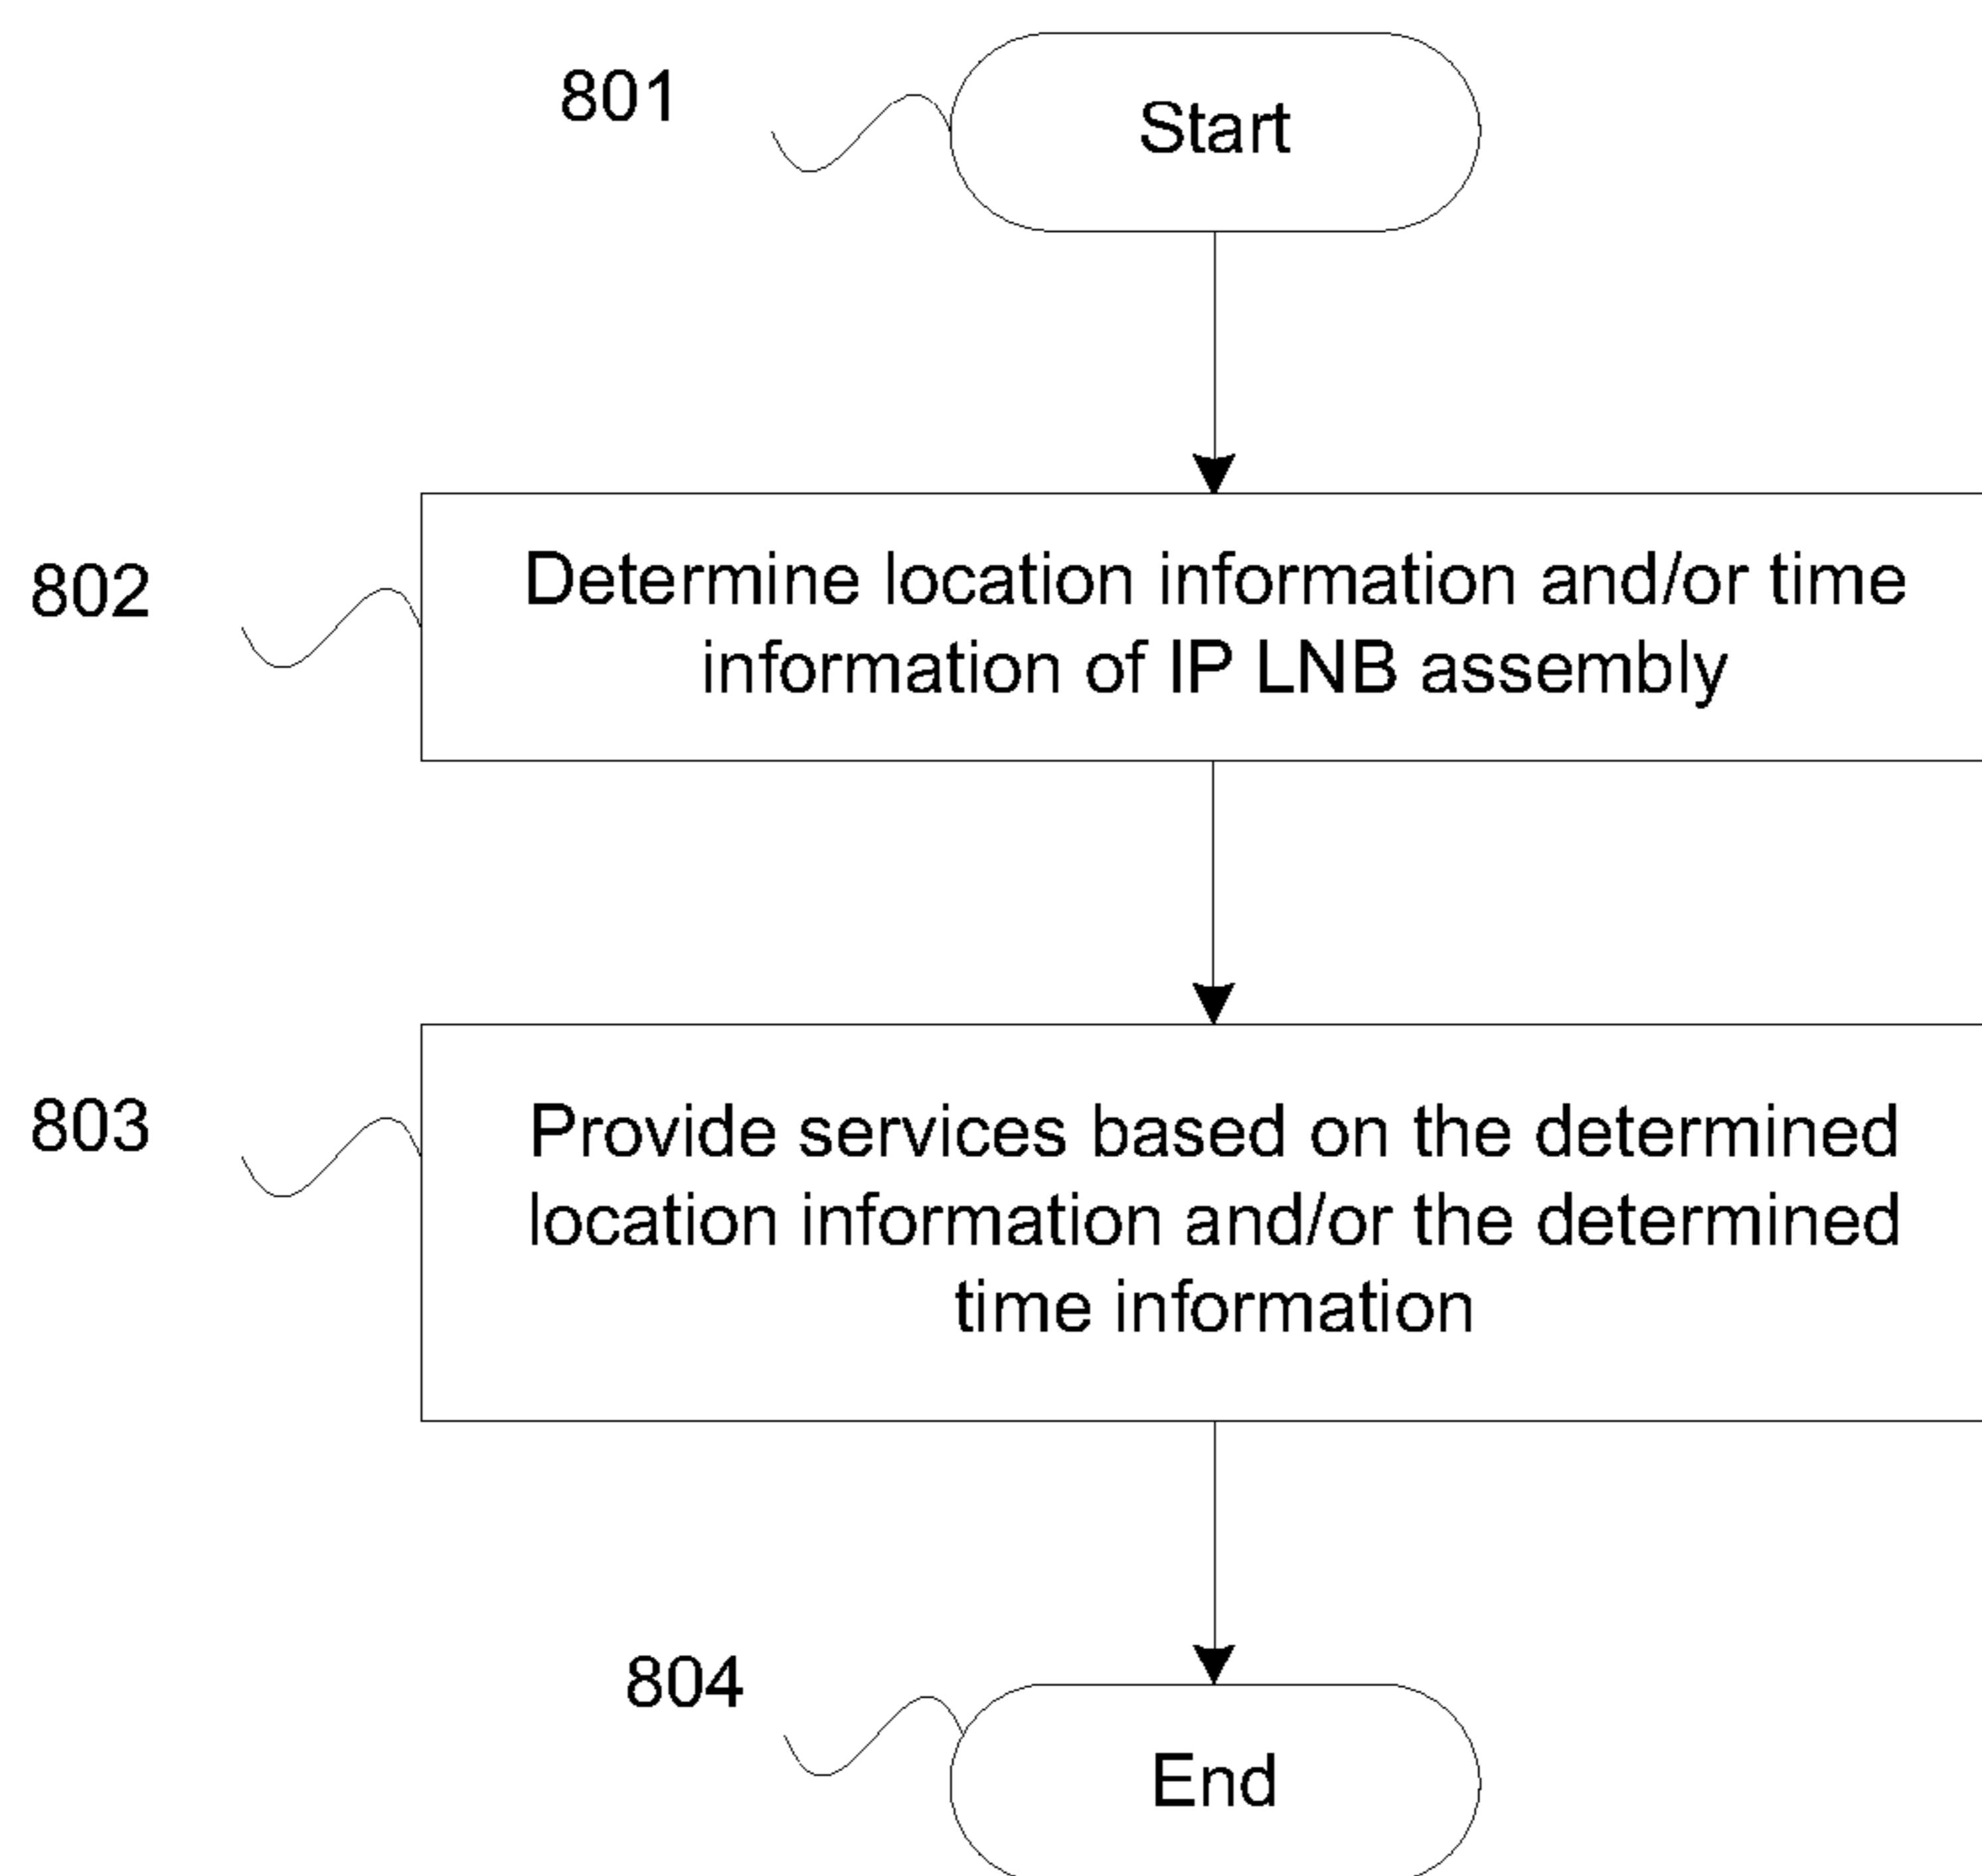 801
Start
802
Determine location information and/or time
information of IP LNB assembly
803
Provide services based on the determined
location information and/or the determined
time information
804
End